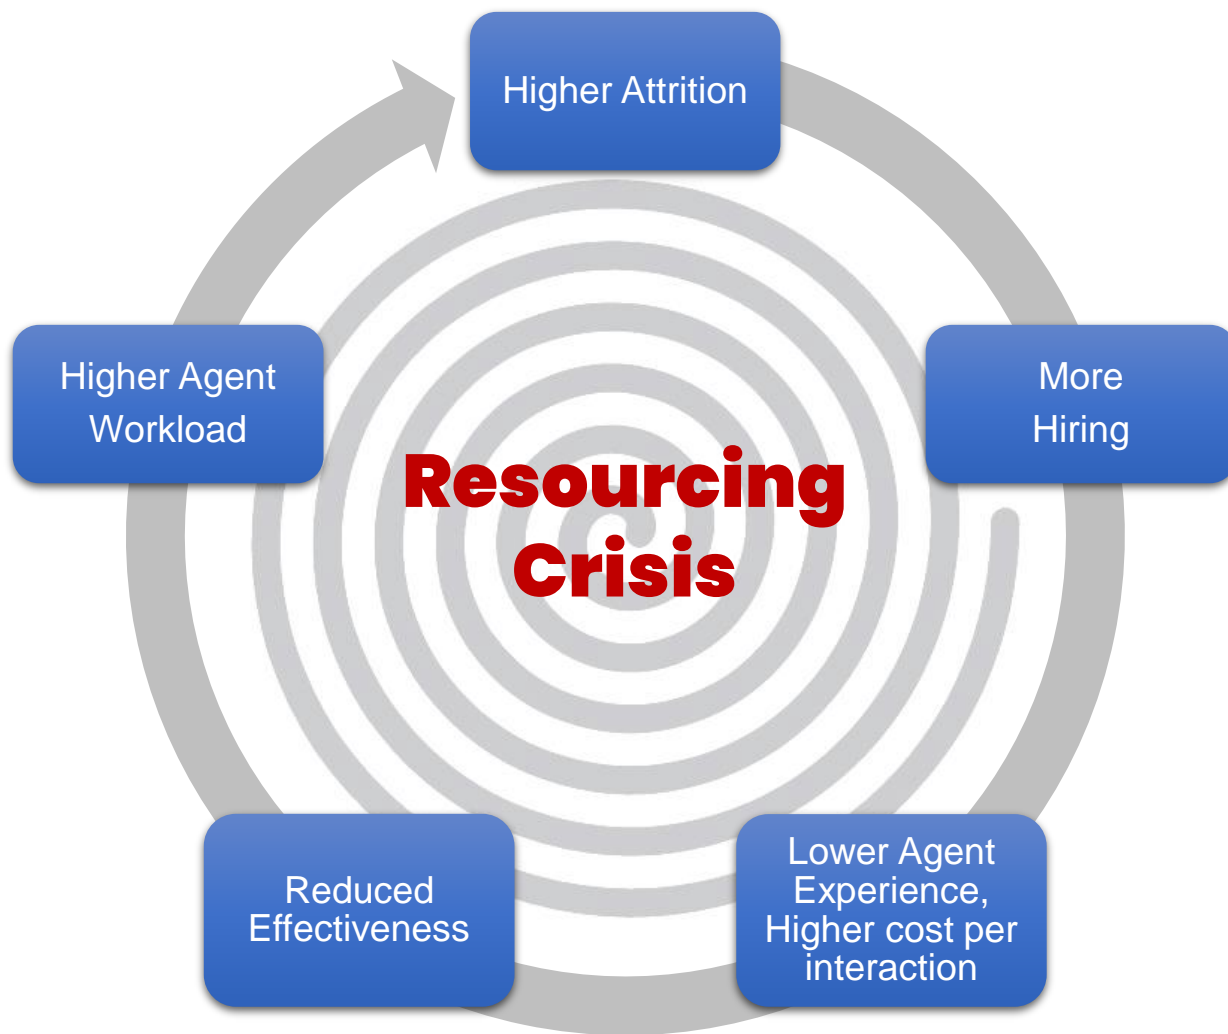 Higher Attrition
More
Hiring
Lower Agent
Experience,
Higher cost per
interaction
Reduced
Effectiveness
Higher Agent
Workload
Resourcing
Crisis